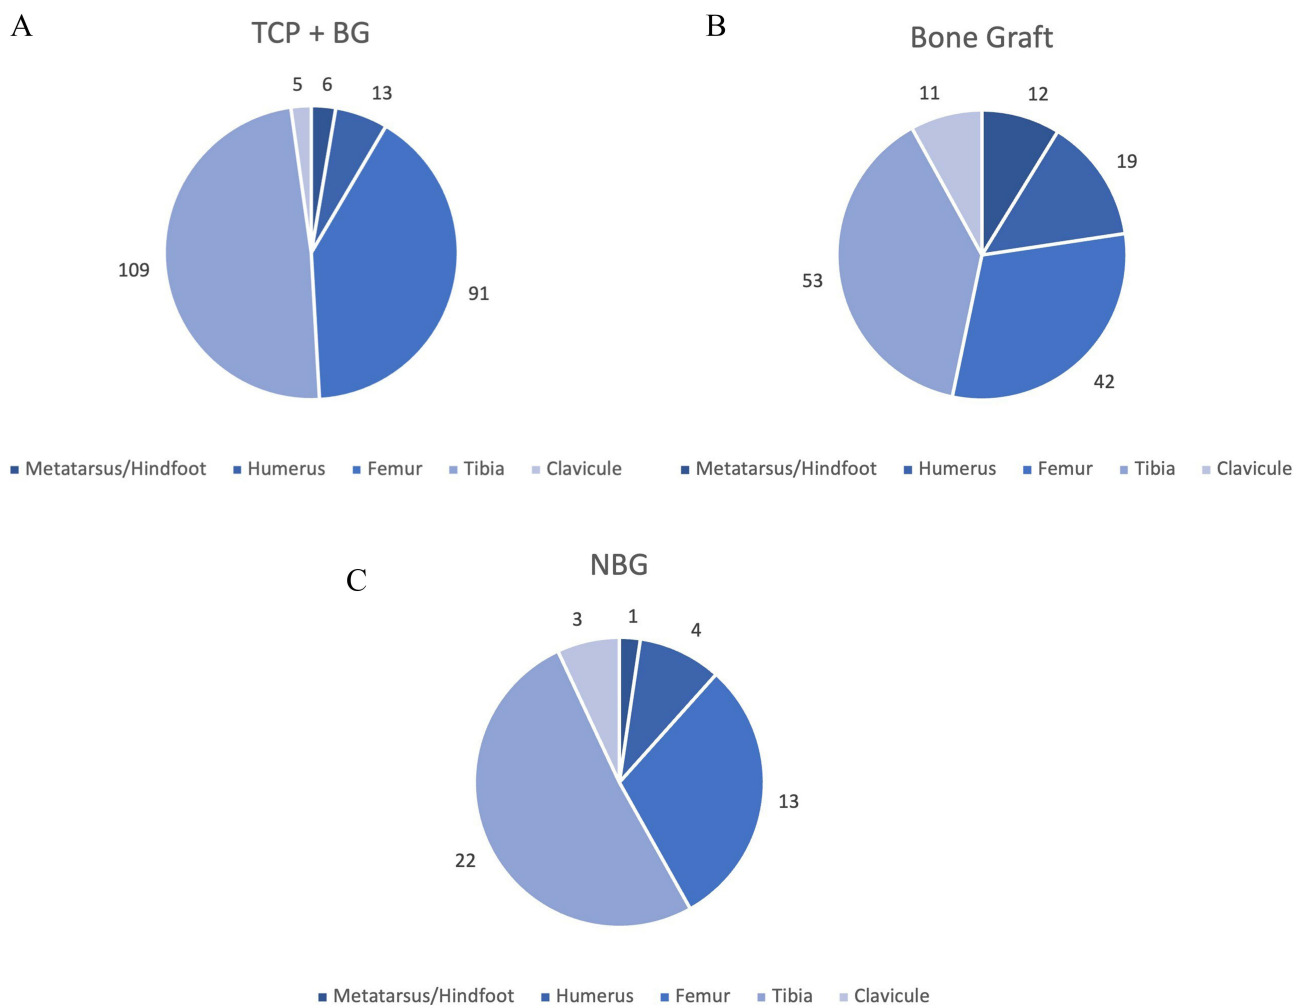 A
TCP + BG
5 6 13
109
91
Metatarsus/Hindfoot Humerus Femur Tibia Clavicule
B
Bone Graft
11 12
19
53
42
Metatarsus/Hindfoot Humerus Femur Tibia Clavicule
C
NBG
3 1 4
13
22
Metatarsus/Hindfoot Humerus Femur Tibia Clavicule